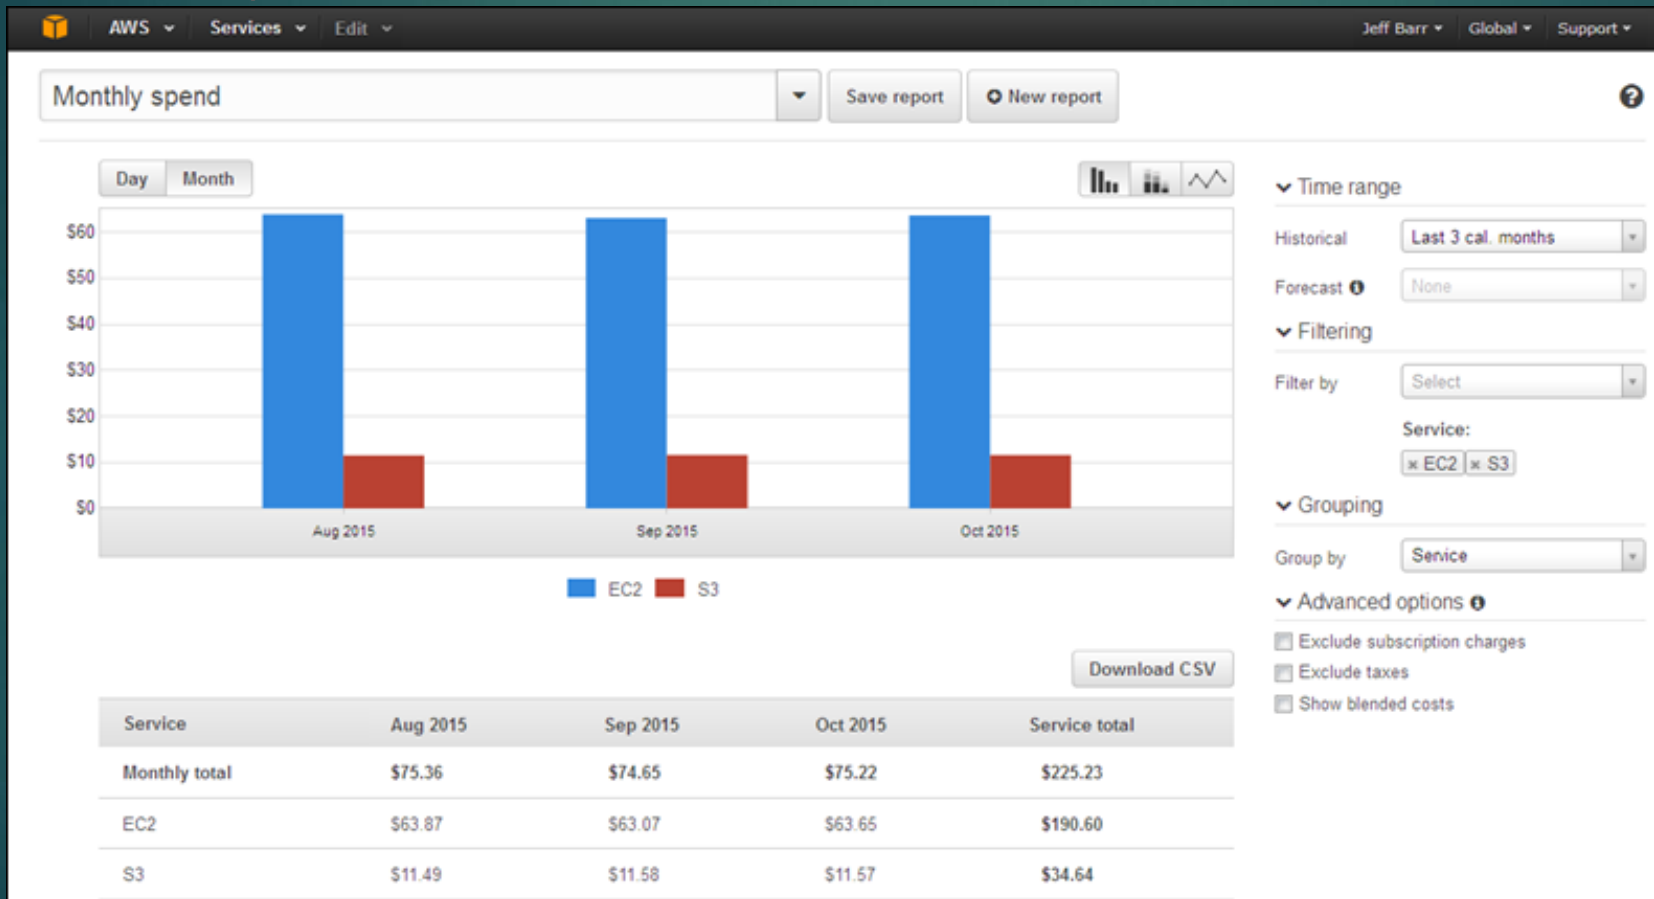 AWS Services Edit Jeff Barr Global Support
Monthly spend Save report New report
Day Month
$60
$50
$40
$30
$20
$10
$0
Aug 2015 Sep 2015 Oct 2015
EC2 S3
Time range
Historical Last 3 cal. months
Forecast None
Filtering
Filter by Select
Service:
EC2 S3
Grouping
Group by Service
Advanced options
Exclude subscription charges
Exclude taxes
Show blended costs
Download CSV
Service Aug 2015 Sep 2015 Oct 2015 Service total
Monthly total $75.36 $74.65 $75.22 $225.23
EC2 $63.87 $63.07 $63.65 $190.60
S3 $11.49 $11.58 $11.57 $34.64